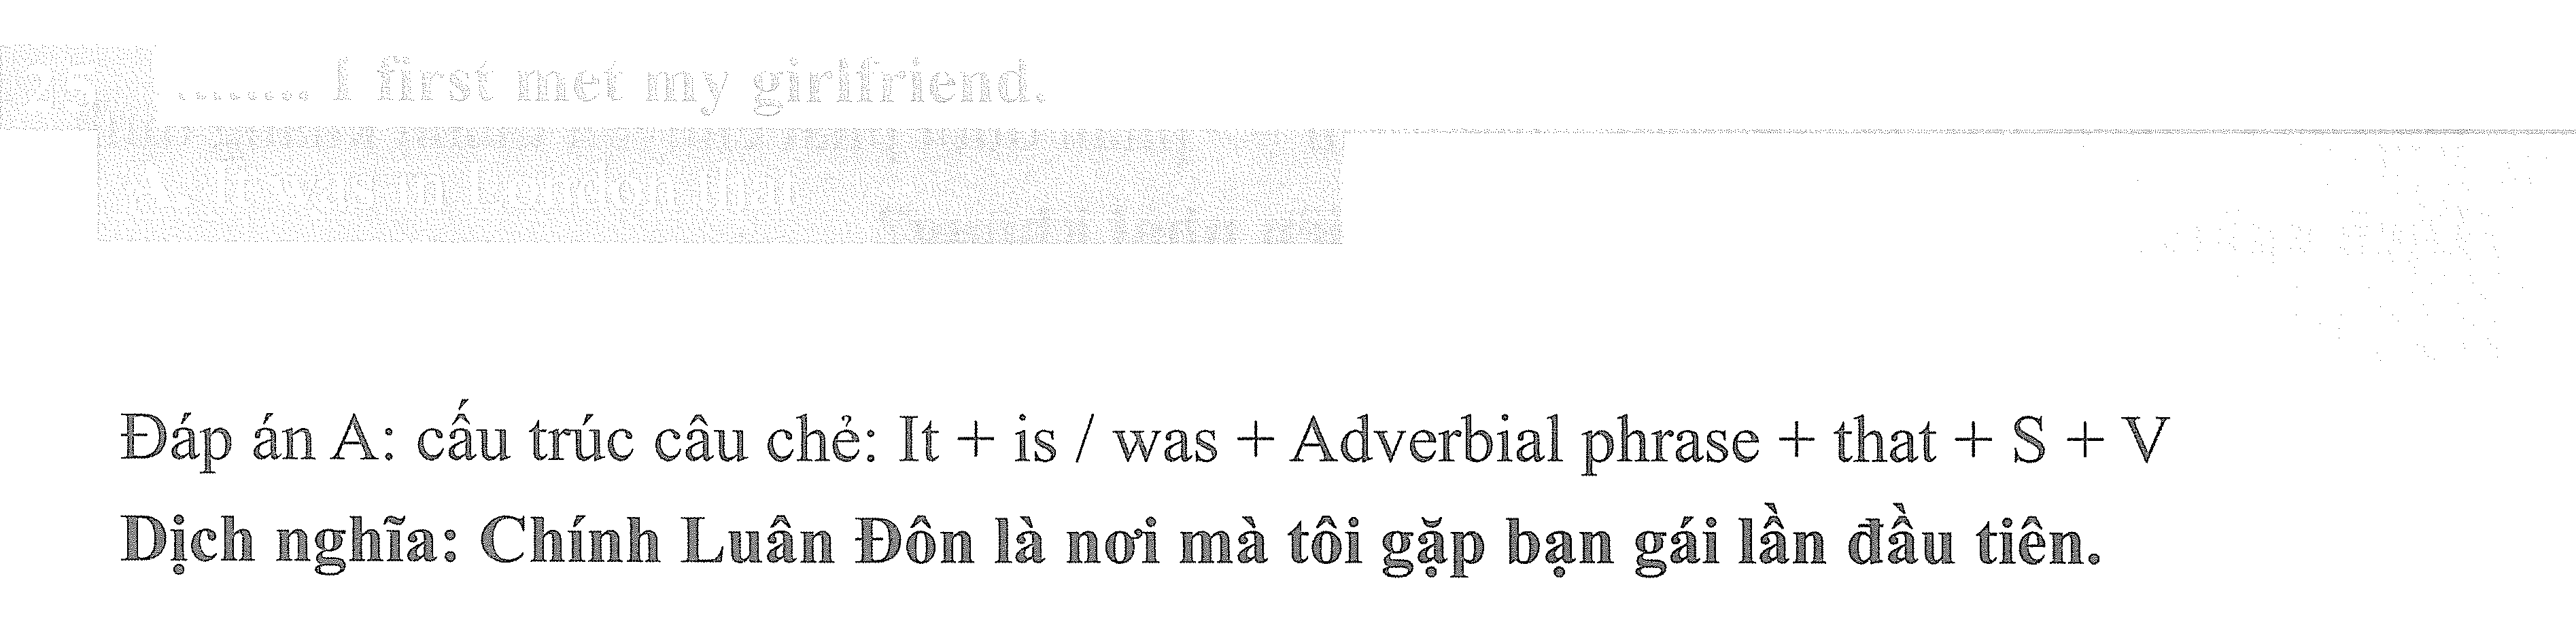 25 ........ I first met my girlfriend.
A. It was in London that
Đáp án A: cấu trúc câu chẻ: It + is / was + Adverbial phrase + that + S + V
Dịch nghĩa: Chính Luân Đôn là nơi mà tôi gặp bạn gái lần đầu tiên.